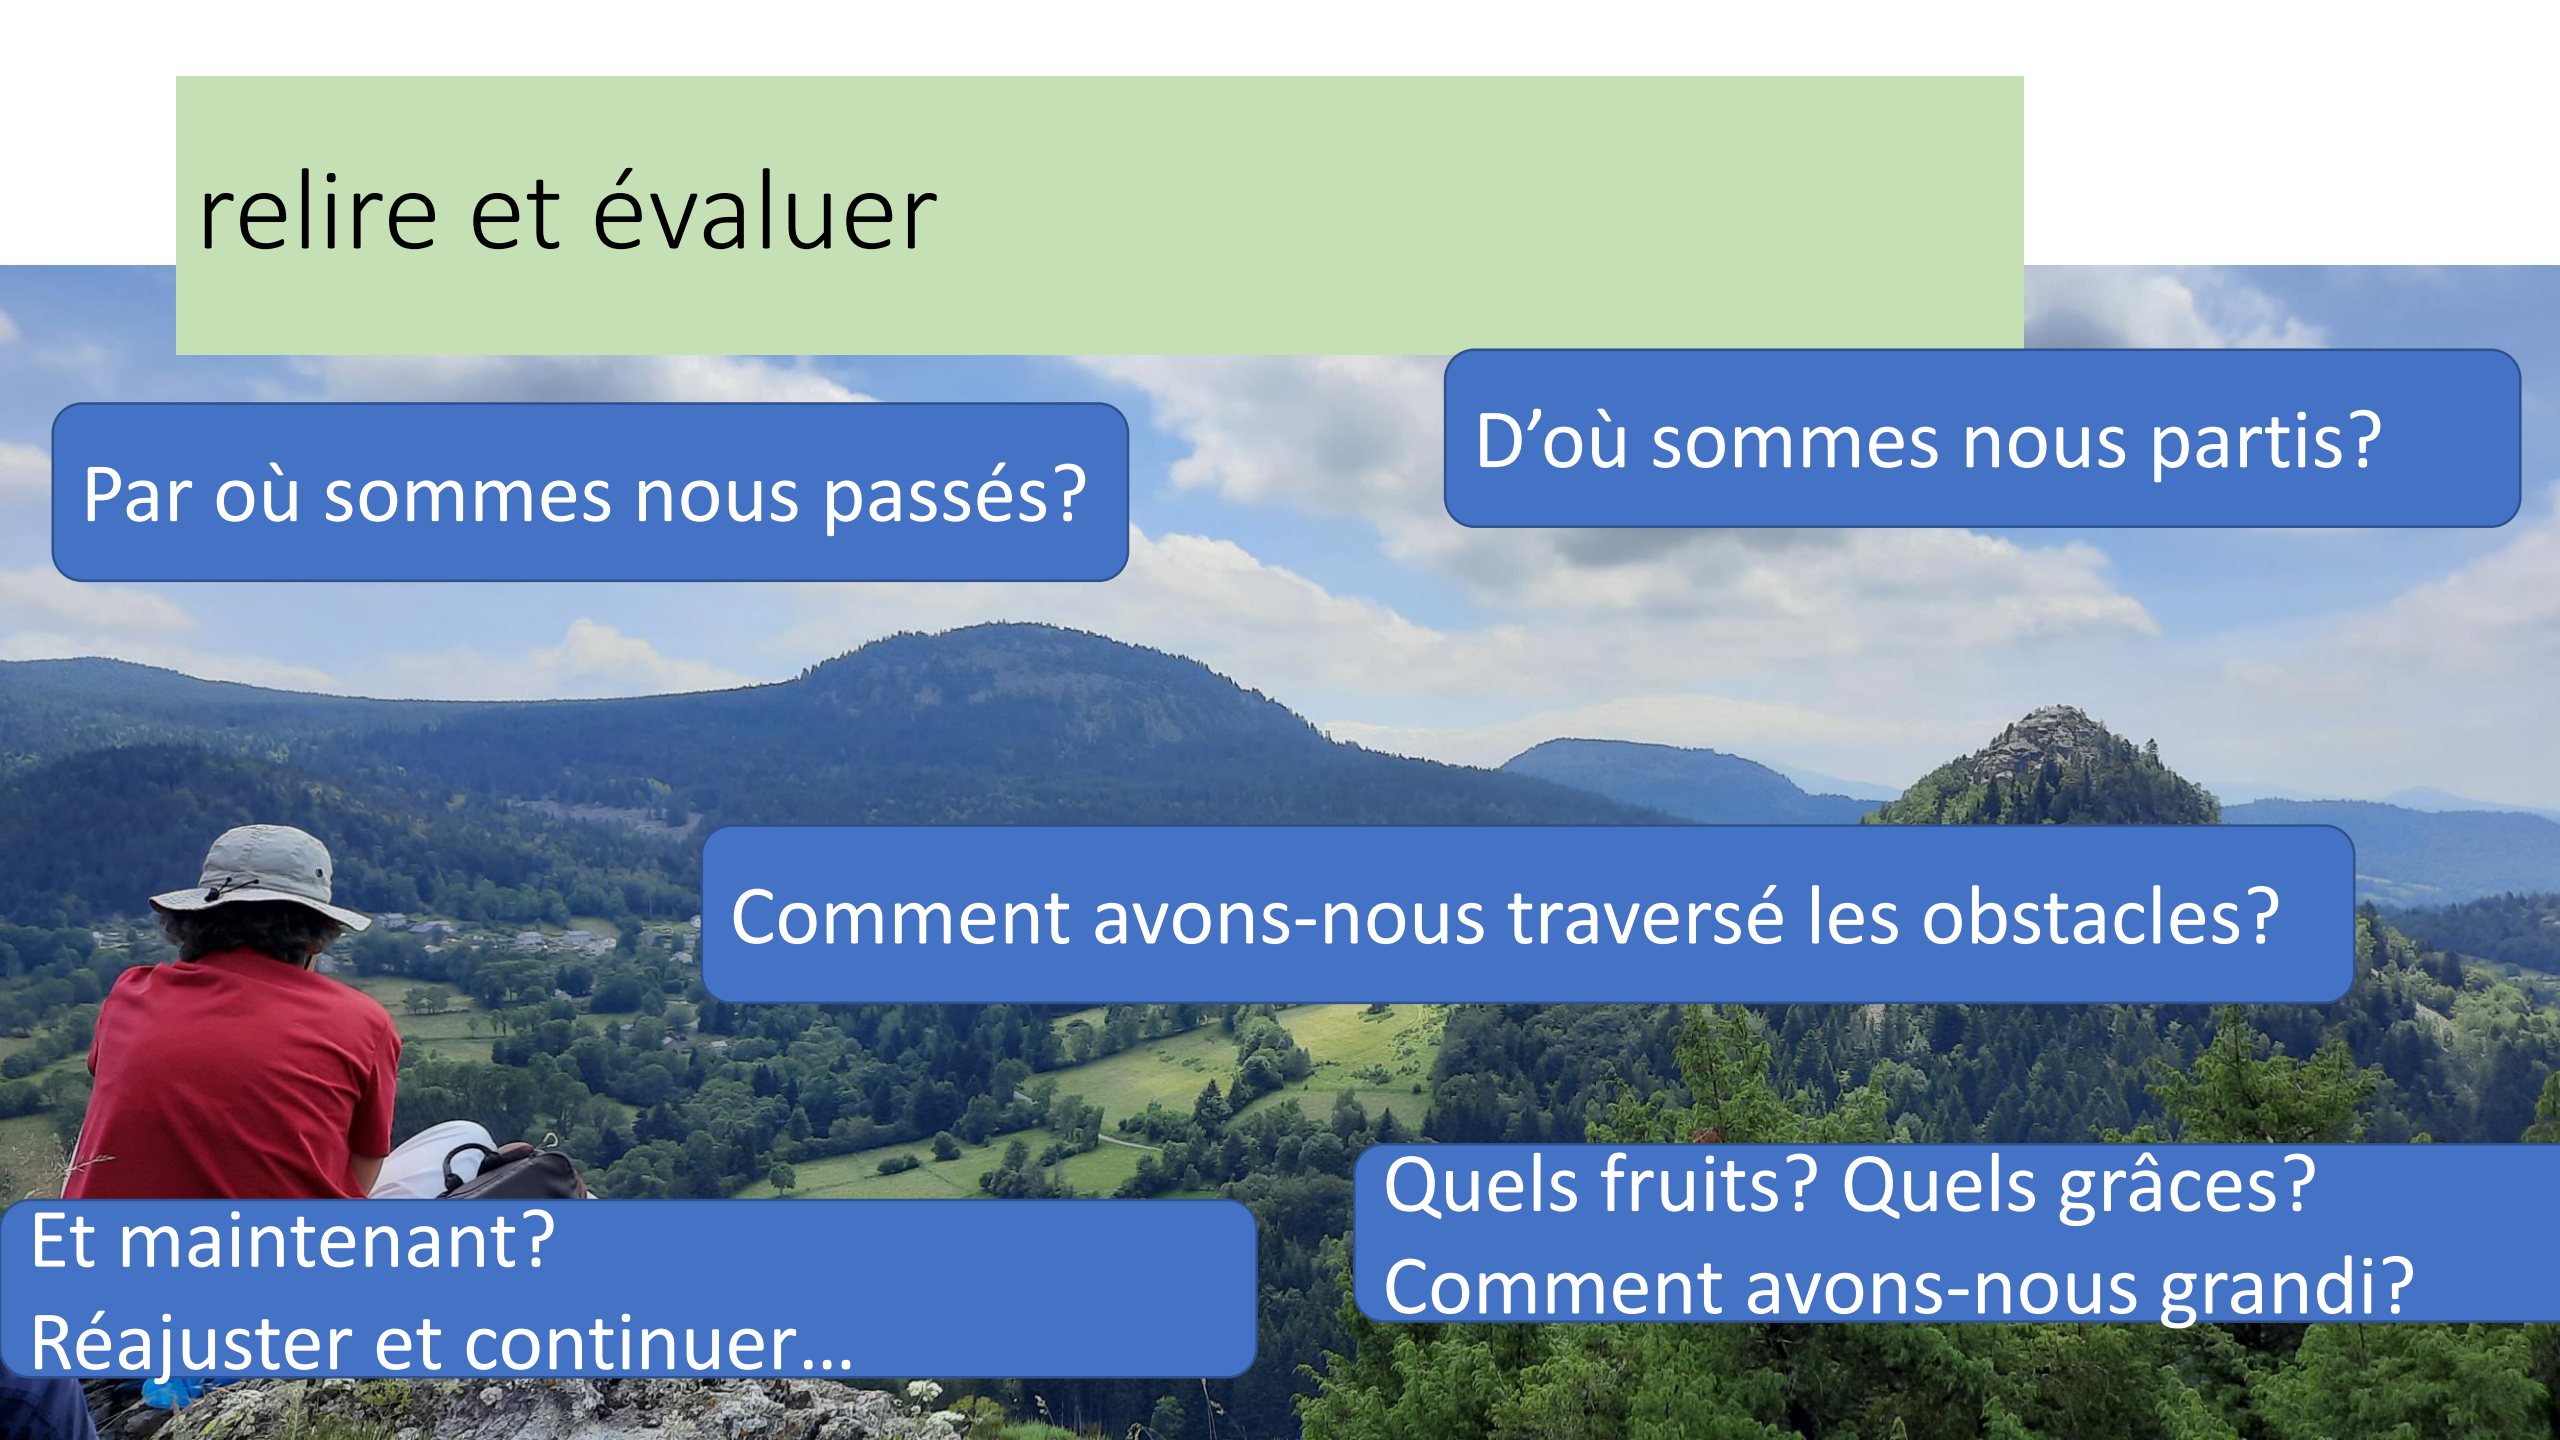 relire et évaluer
D’où sommes nous partis?
Par où sommes nous passés?
Comment avons-nous traversé les obstacles?
Quels fruits? Quels grâces?
Comment avons-nous grandi?
Et maintenant?
Réajuster et continuer…